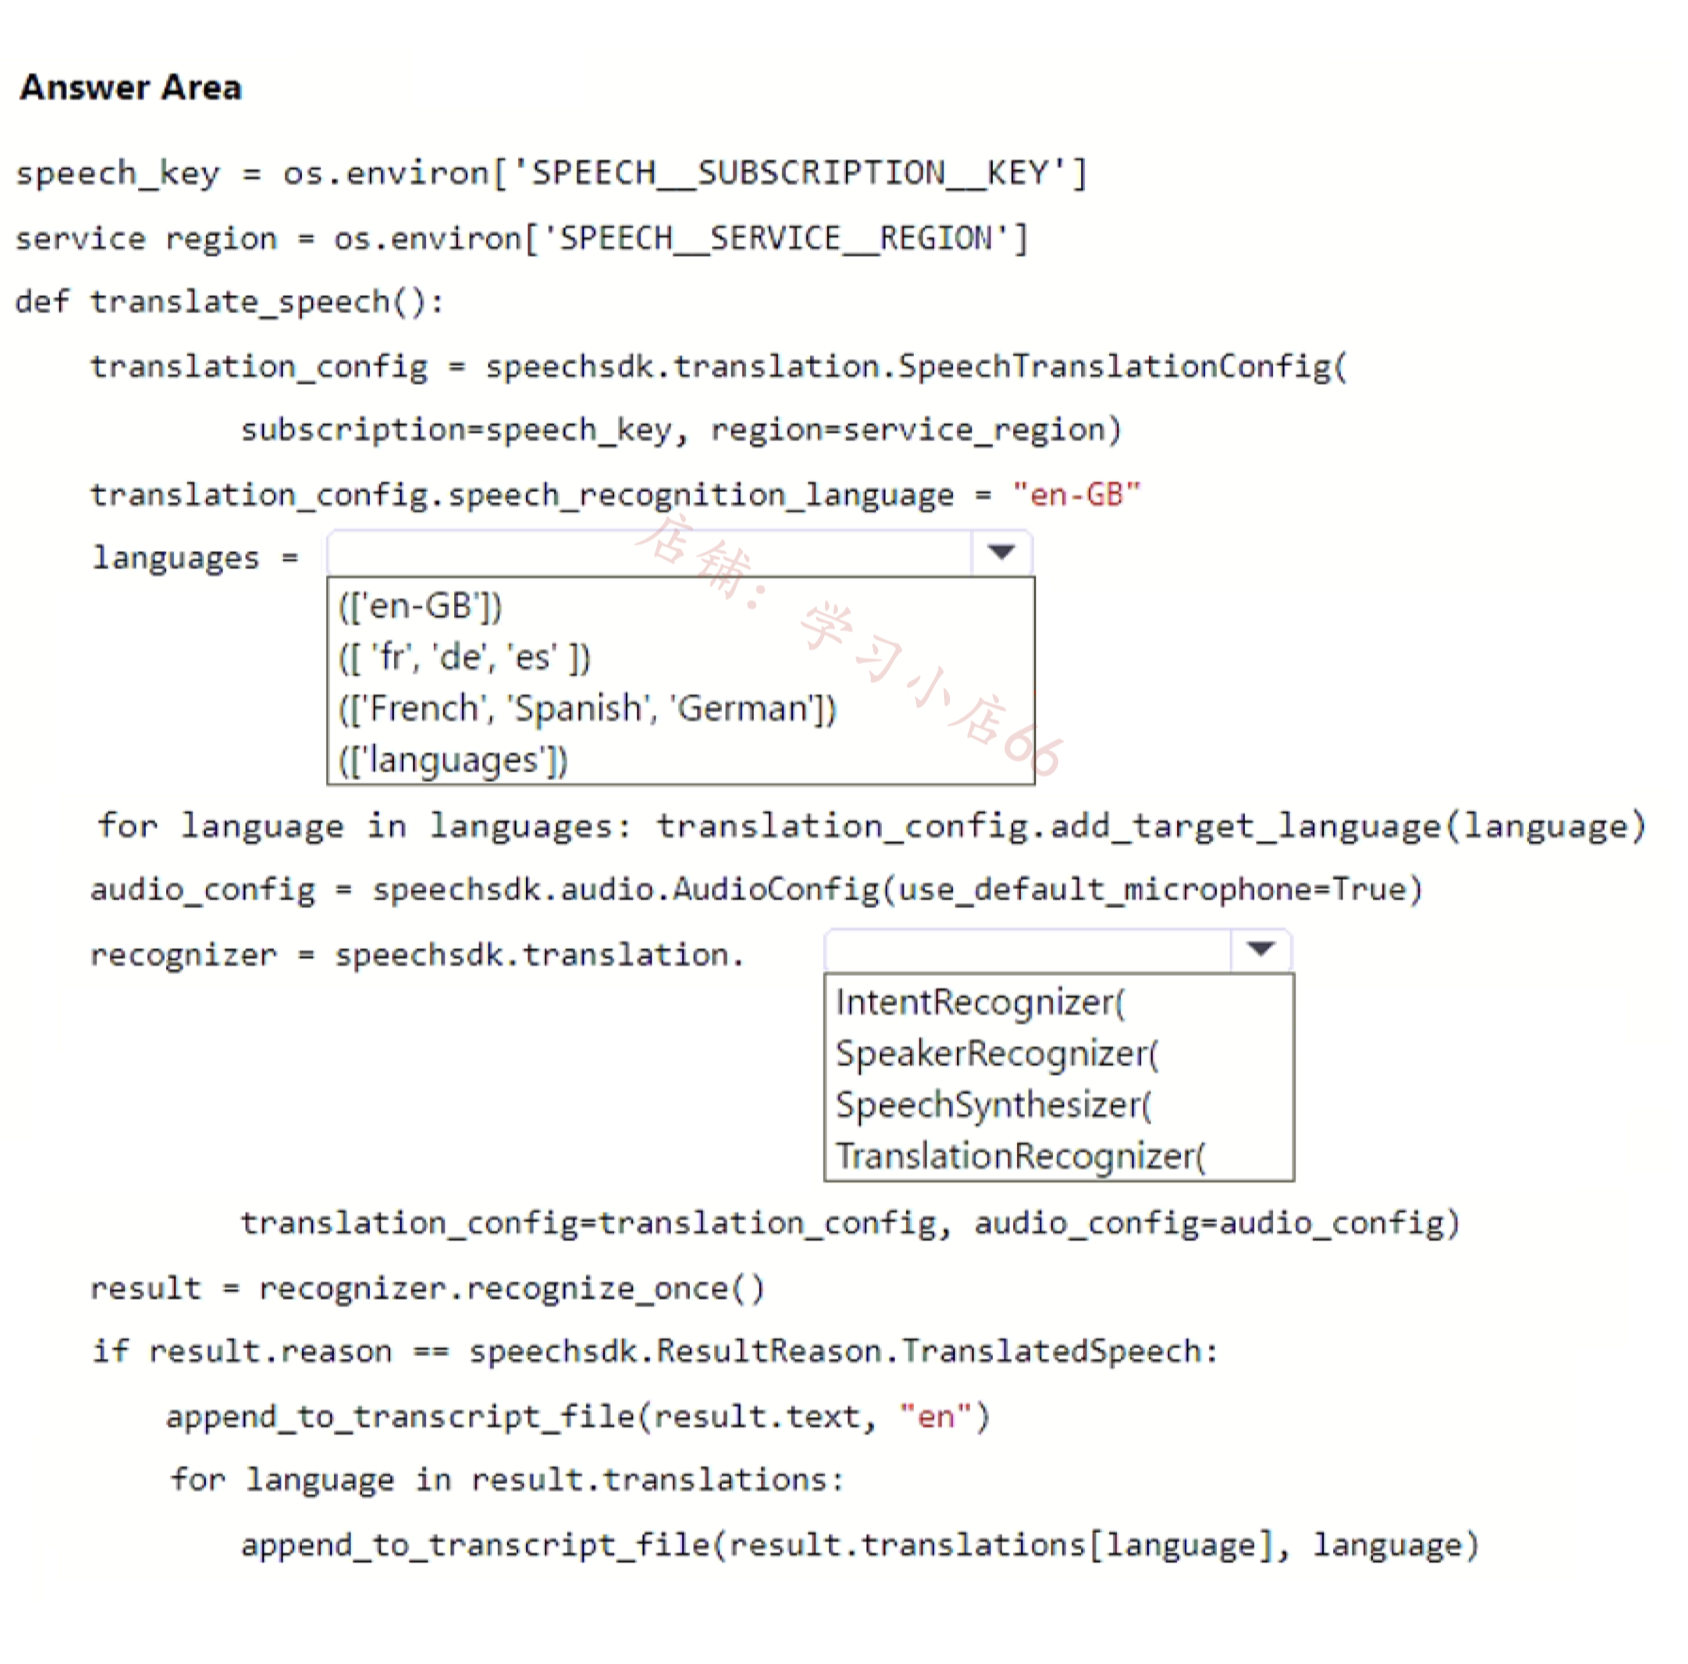 Answer Area
speech_key = os.environ['SPEECH__SUBSCRIPTION__KEY']
service region = os.environ['SPEECH__SERVICE__REGION']
def translate_speech():
translation_config = speechsdk.translation.SpeechTranslationConfig(
subscription=speech_key, region=service_region)
translation_config.speech_recognition_language = "en-GB"
languages =
(['en-GB'])
([ 'fr', 'de', 'es' ])
(['French', 'Spanish', 'German'])
(['languages'])
店铺：学习小店66
for language in languages: translation_config.add_target_language(language)
audio_config = speechsdk.audio.AudioConfig(use_default_microphone=True)
recognizer = speechsdk.translation.
IntentRecognizer(
SpeakerRecognizer(
SpeechSynthesizer(
TranslationRecognizer(
translation_config=translation_config, audio_config=audio_config)
result = recognizer.recognize_once()
if result.reason == speechsdk.ResultReason.TranslatedSpeech:
append_to_transcript_file(result.text, "en")
for language in result.translations:
append_to_transcript_file(result.translations[language], language)